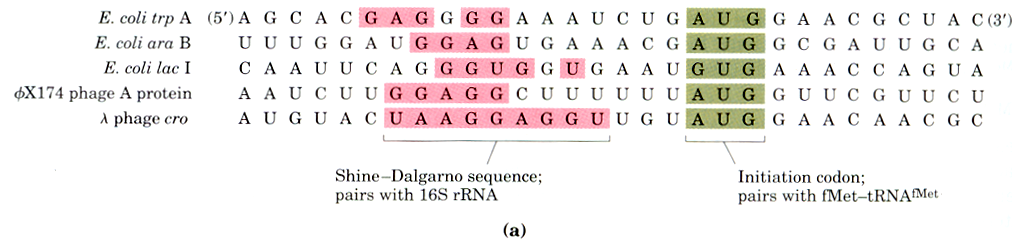 E. coli trp A (5′) A G C A C G A G G G G A A A U C U G A U G G A A C G C U A C (3′)
E. coli ara B U U U G G A U G G A G U G A A A C G A U G G C G A U U G C A
E. coli lac I C A A U U C A G G G U G G U G A A U G U G A A A C C A G U A
ϕX174 phage A protein A A U C U U G G A G G C U U U U U U A U G G U U C G U U C U
λ phage cro A U G U A C U A A G G A G G U U G U A U G G A A C A A C G C
Shine–Dalgarno sequence;
pairs with 16S rRNA
Initiation codon;
pairs with fMet–tRNAfMet
(a)